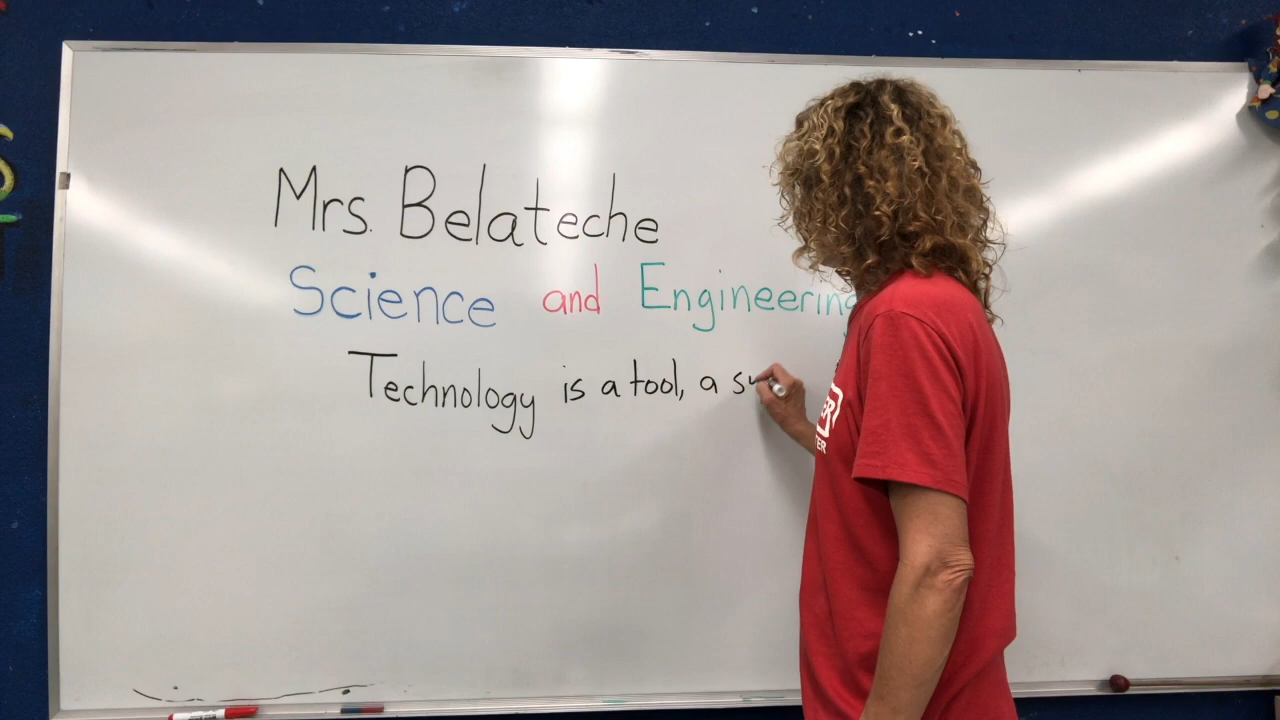 Mrs. Belateche
Science and Engineering
Technology is a tool, a